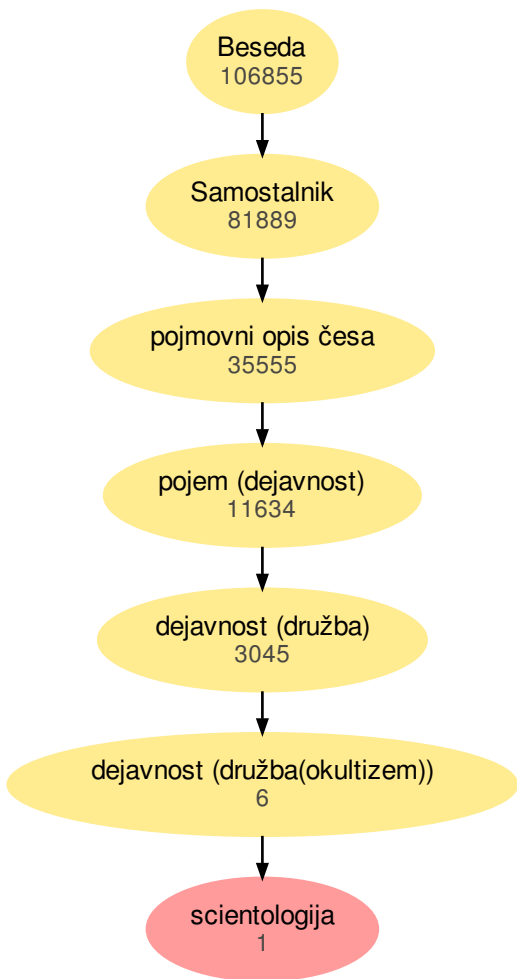 Beseda
106855
Samostalnik
81889
pojmovni opis česa
35555
pojem (dejavnost)
11634
dejavnost (družba)
3045
dejavnost (družba(okultizem))
6
scientologija
1